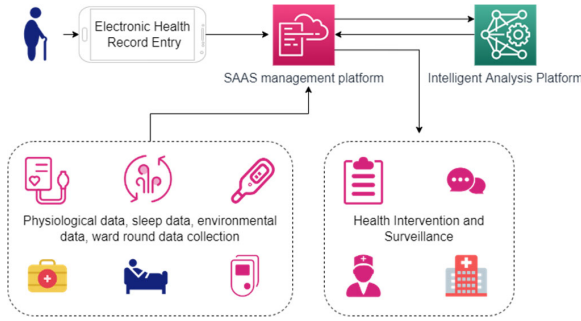 Electronic Health
Record Entry
SAAS management platform
Intelligent Analysis Platform
Physiological data, sleep data, environmental
data, ward round data collection
Health Intervention and
Surveillance